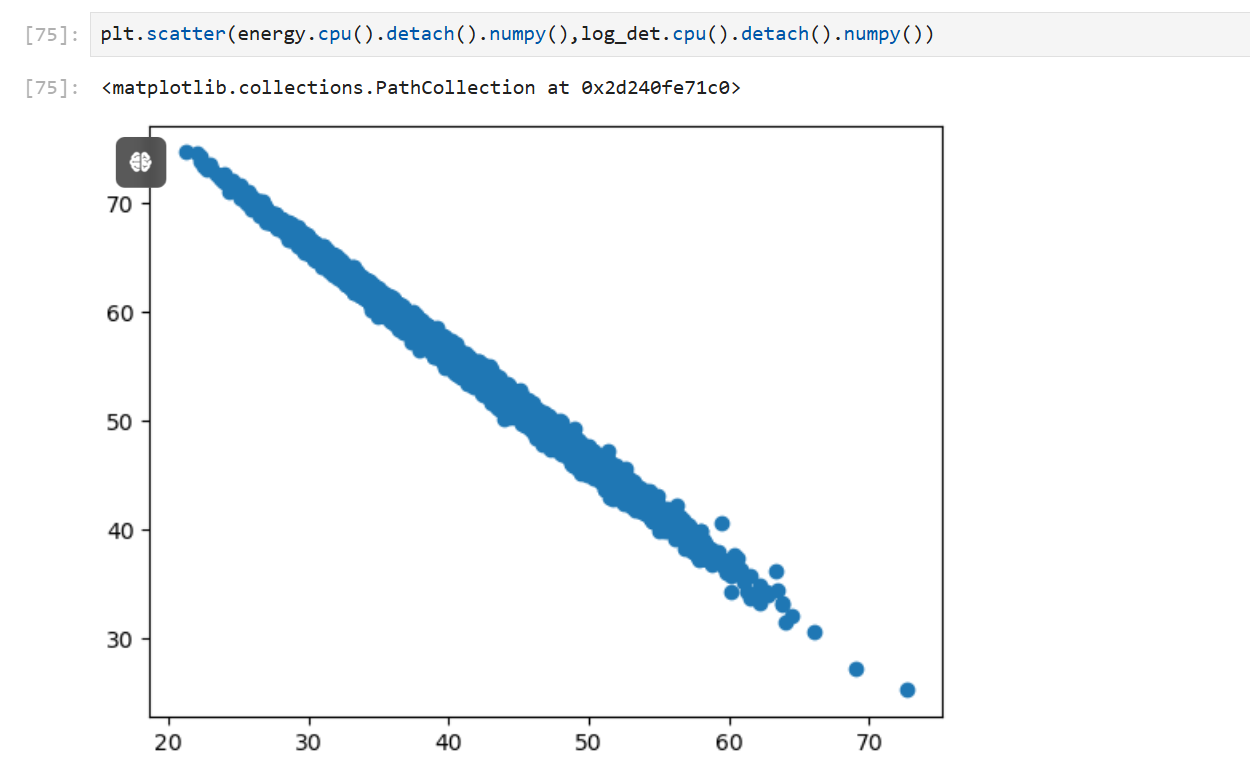 [75]: plt.scatter(energy.cpu().detach().numpy(),log_det.cpu().detach().numpy())
[75]: <matplotlib.collections.PathCollection at 0x2d240fe71c0>
70
60
50
40
30
20 30 40 50 60 70